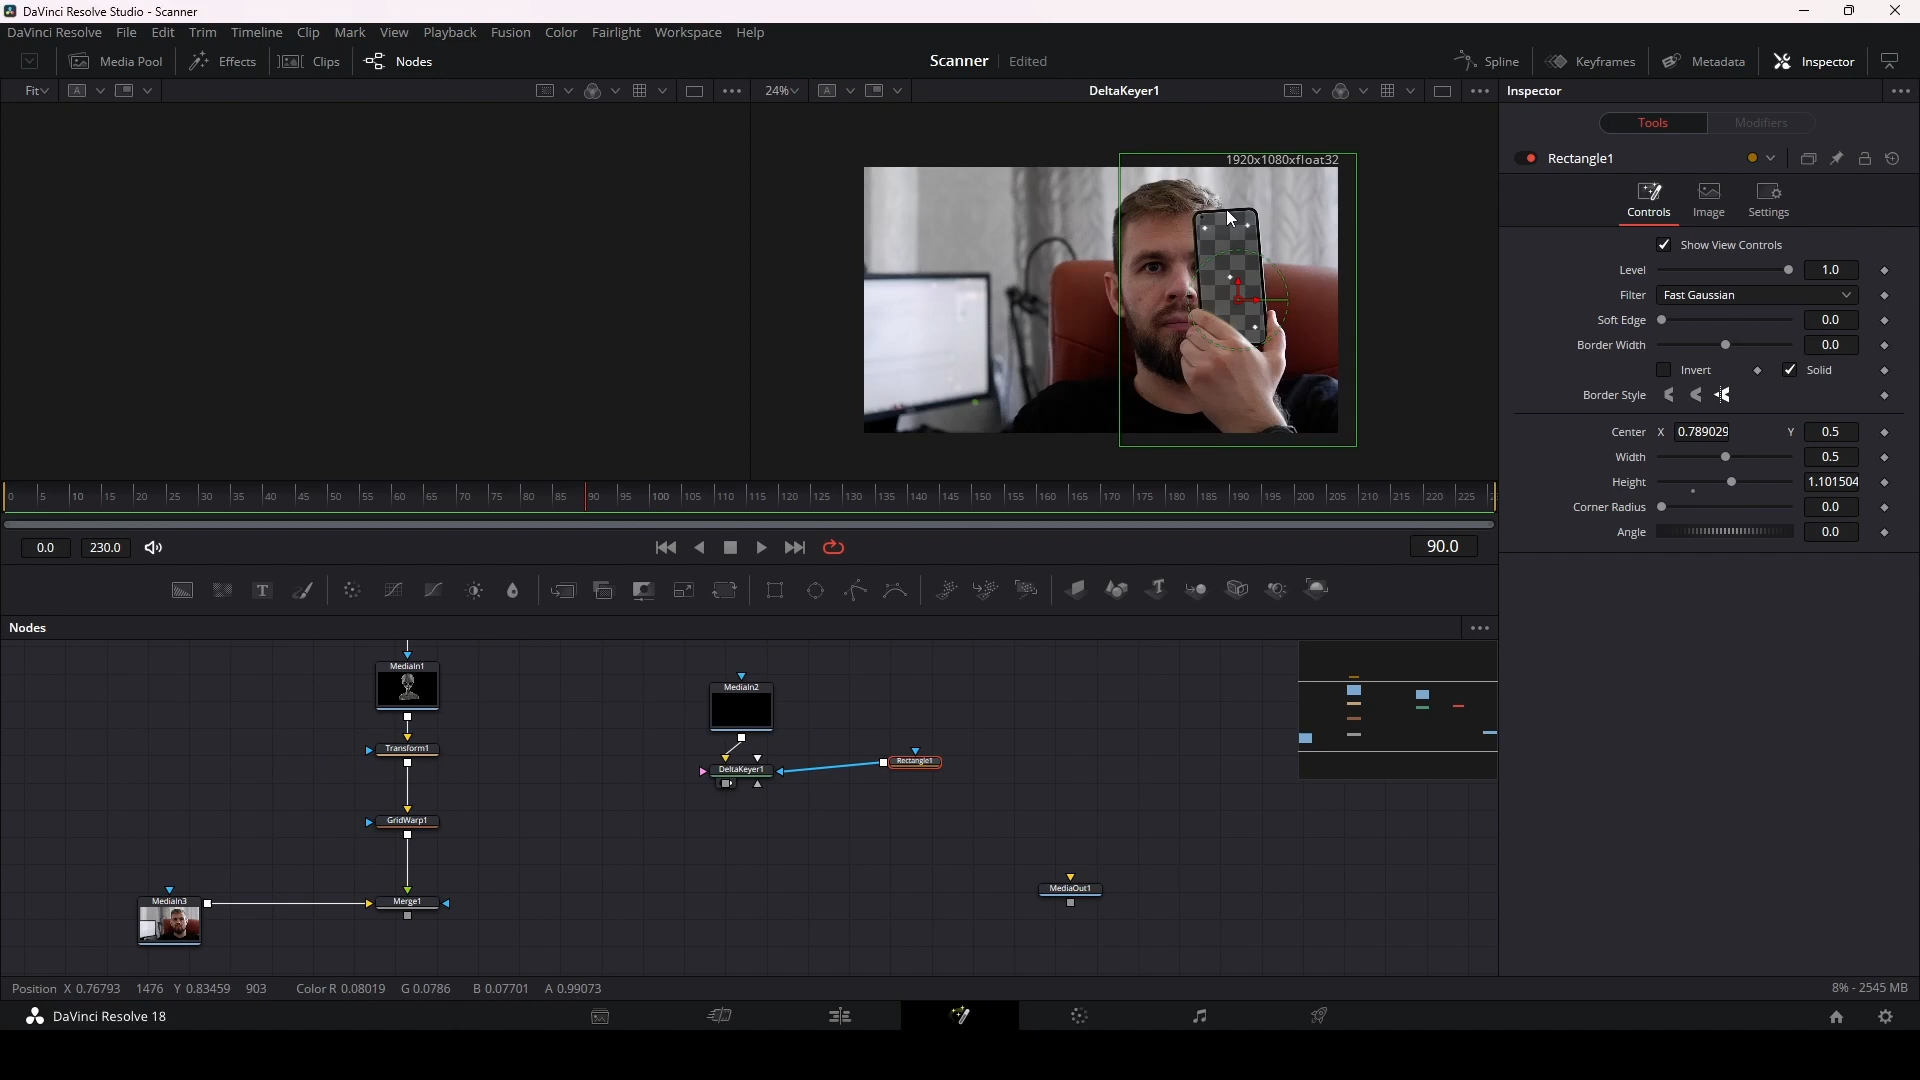 DaVinci Resolve Studio - Scanner
DaVinci Resolve File Edit Trim Timeline Clip Mark View Playback Fusion Color Fairlight Workspace Help
Media Pool Effects Clips Nodes Scanner Edited Spline Keyframes Metadata Inspector
Fit A 24% A DeltaKeyer1 Inspector
Tools Modifiers
1920x1080xfloat32
Rectangle1
Controls Image Settings
Show View Controls
Level 1.0
Filter Fast Gaussian
Soft Edge 0.0
Border Width 0.0
Invert Solid
Border Style
Center X 0.789029 Y 0.5
Width 0.5
Height 1.101504
Corner Radius 0.0
Angle 0.0
0 5 10 15 20 25 30 35 40 45 50 55 60 65 70 75 80 85 90 95 100 105 110 115 120 125 130 135 140 145 150 155 160 165 170 175 180 185 190 195 200 205 210 215 220 225
0.0 230.0 90.0
T T
Nodes
MediaIn1
MediaIn2
Transform1
Rectangle1
DeltaKeyer1
GridWarp1
MediaOut1
MediaIn3 Merge1
Position X 0.76793 1476 Y 0.83459 903 Color R 0.08019 G 0.0786 B 0.07701 A 0.99073 8% - 2545 MB
DaVinci Resolve 18